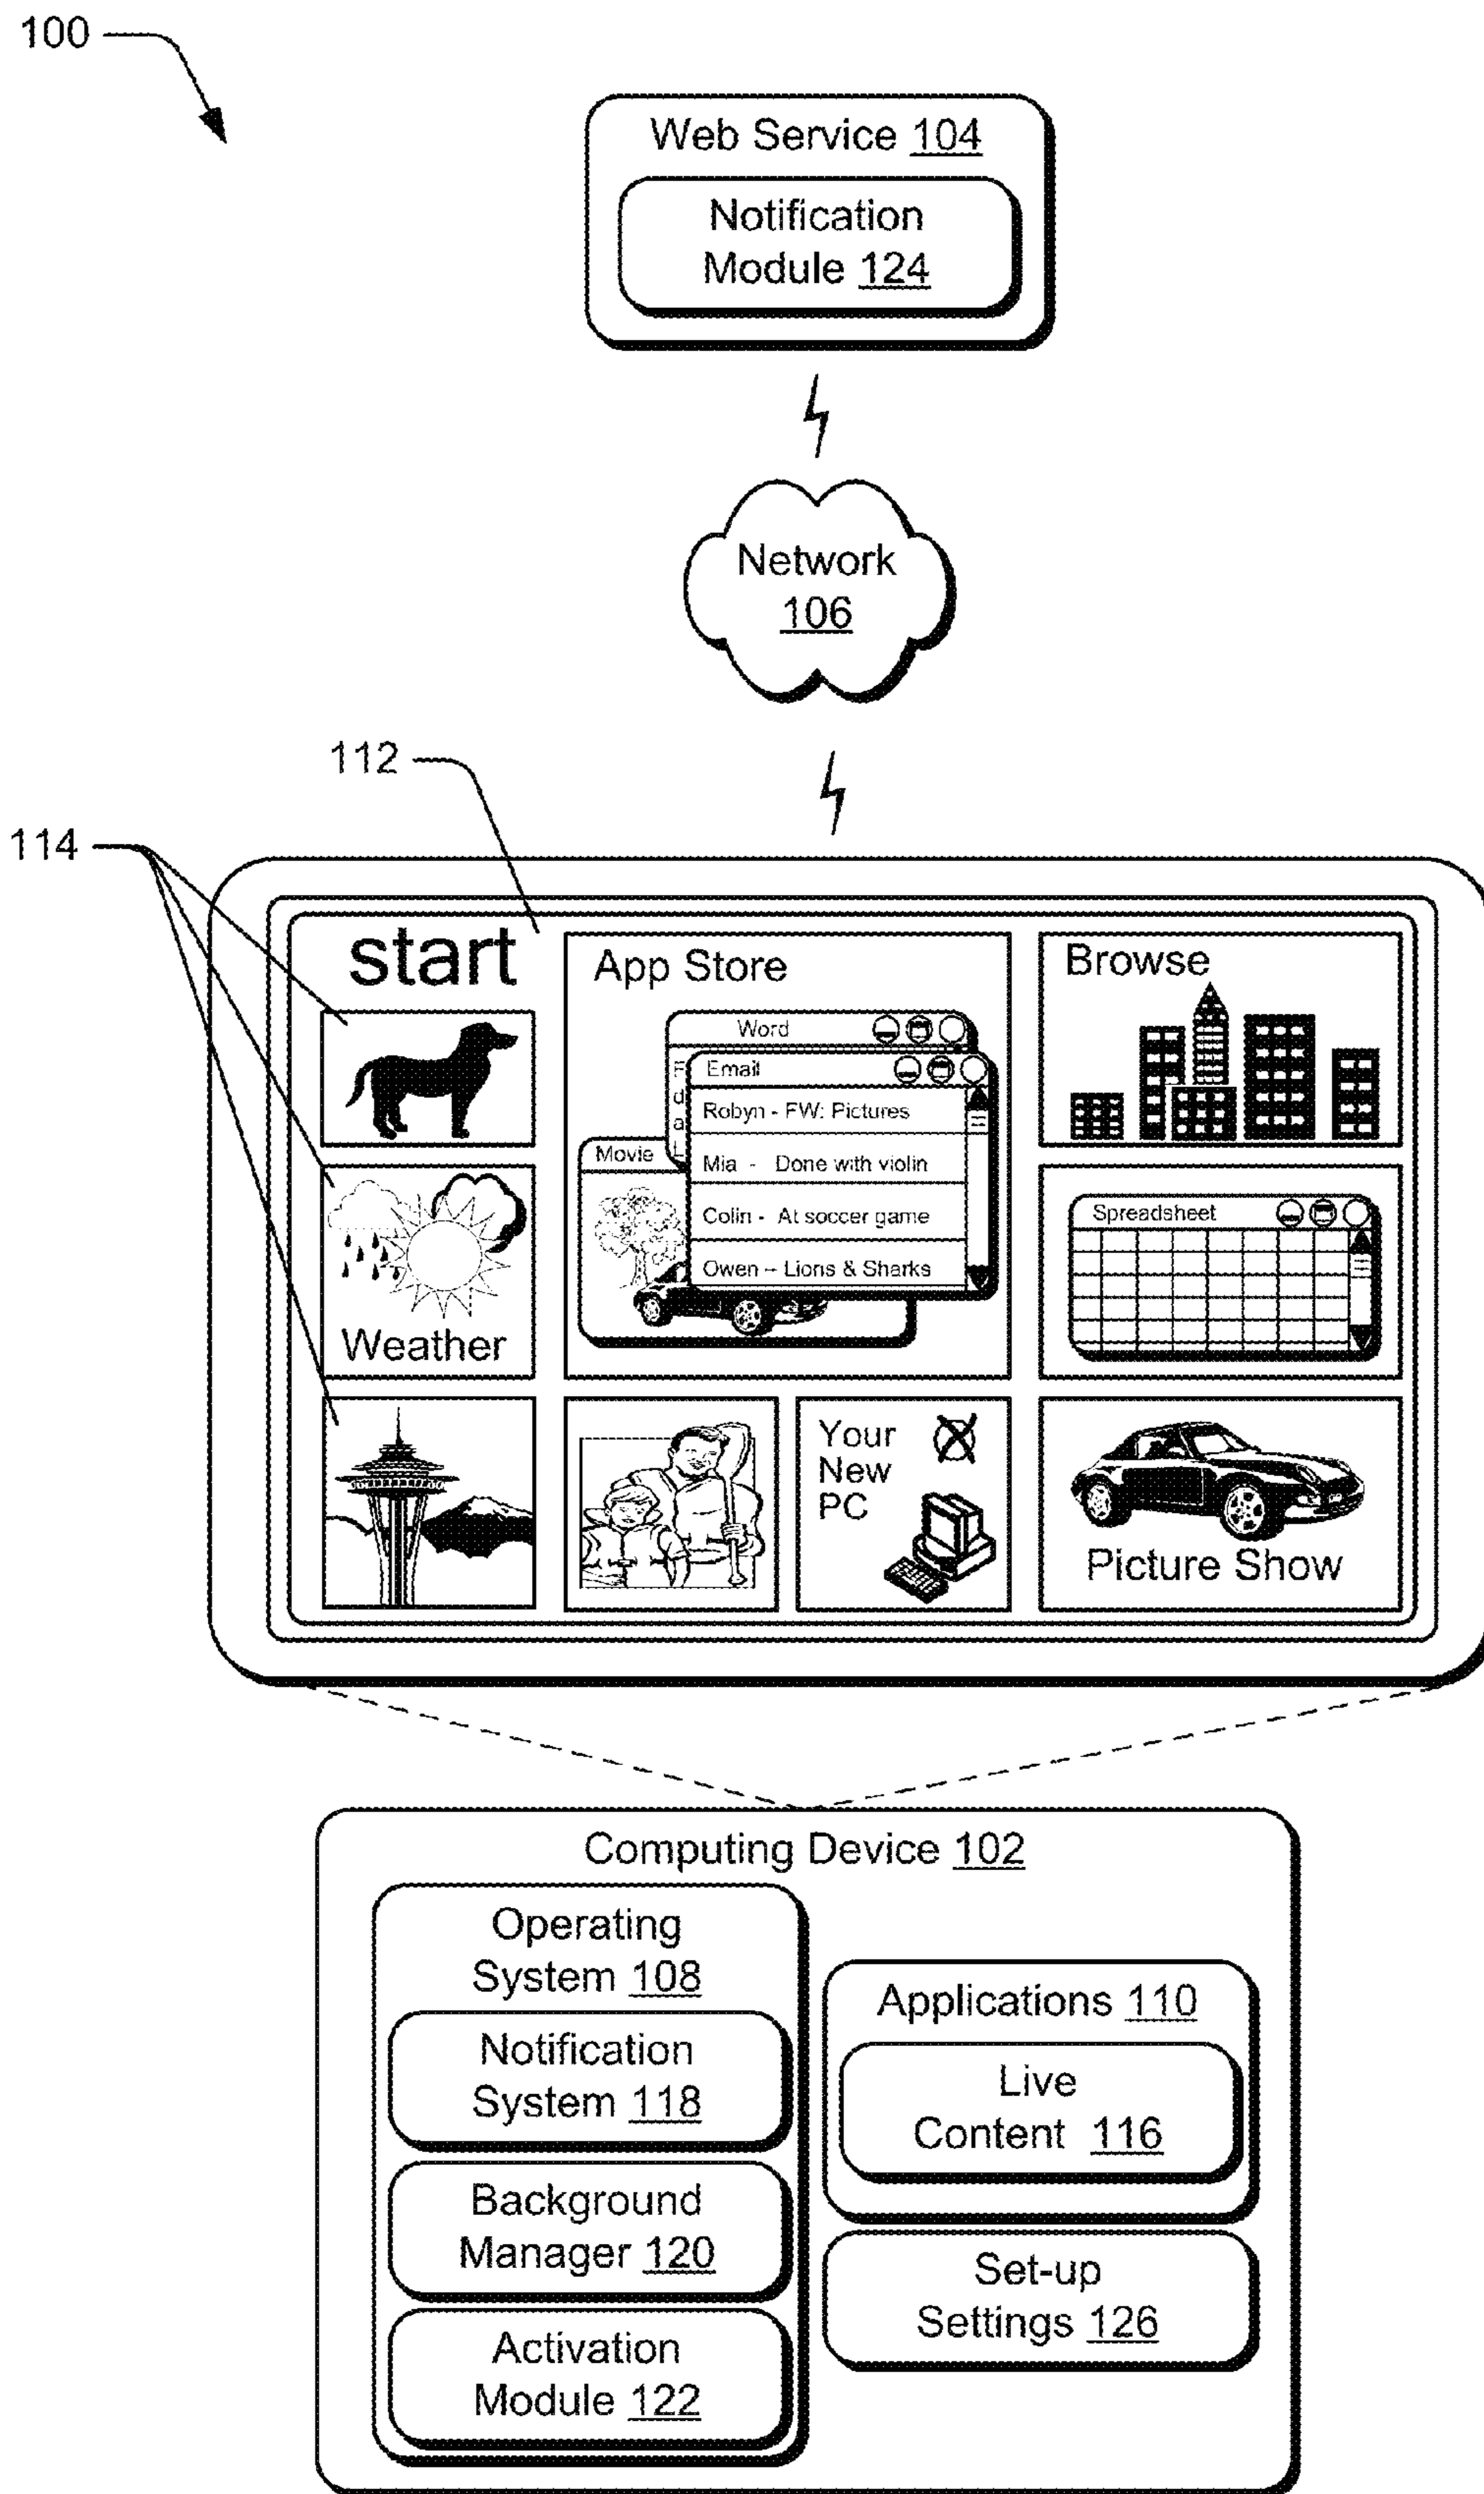 100
Web Service 104
Notification
Module 124
Network
106
112
114
start
App Store
Word
F
d
a
L
Email
Robyn - FW: Pictures
Mia - Done with violin
Colin - At soccer game
Owen – Lions & Sharks
Movie
Browse
Weather
Spreadsheet
Your
New
PC
Picture Show
Computing Device 102
Operating
System 108
Notification
System 118
Background
Manager 120
Activation
Module 122
Applications 110
Live
Content 116
Set-up
Settings 126